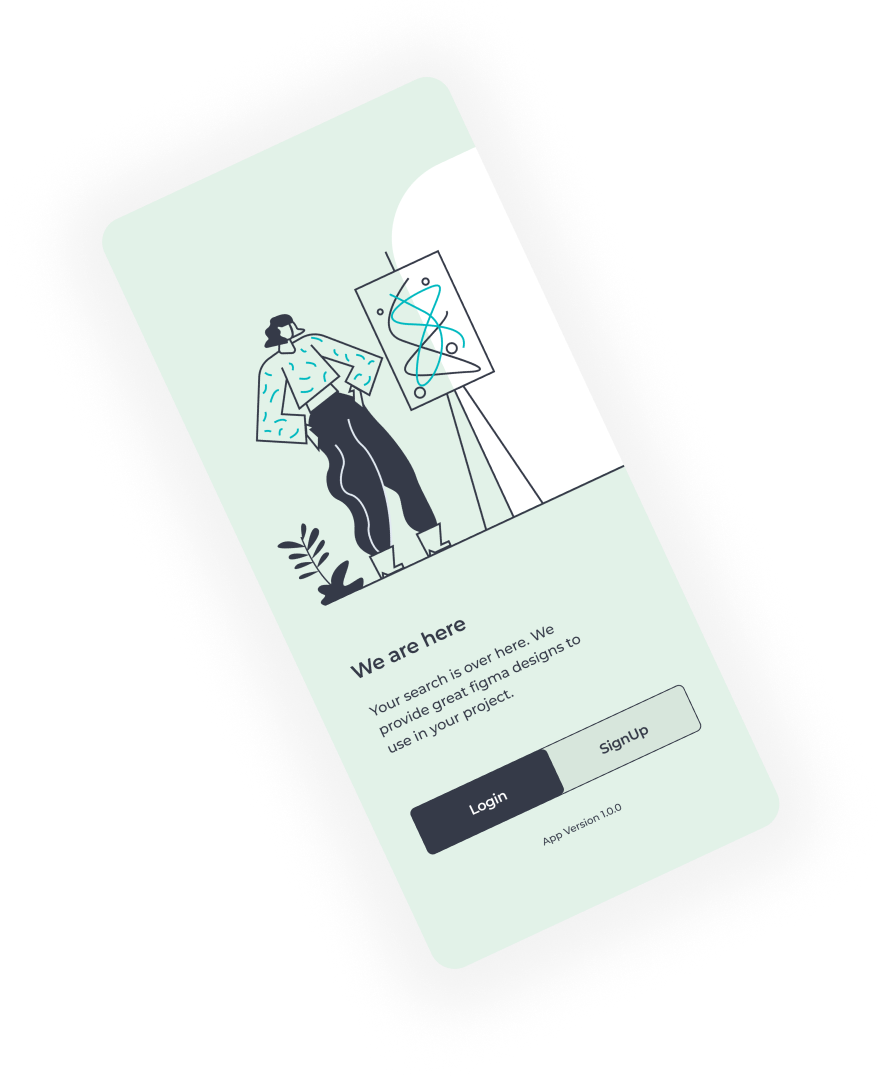 We are here
Your search is over here. We
provide great figma designs to
use in your project.
Login
SignUp
App Version 1.0.0